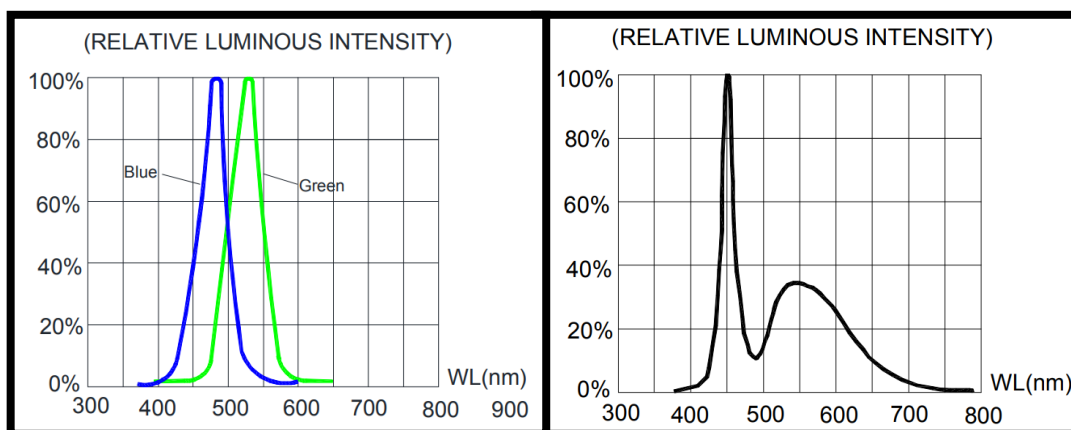 (RELATIVE LUMINOUS INTENSITY)
100%
80%
Blue
Green
60%
40%
20%
0%
WL(nm)
300 400 500 600 700 800 900
(RELATIVE LUMINOUS INTENSITY)
100%
80%
60%
40%
20%
0%
WL(nm)
300 400 500 600 700 800